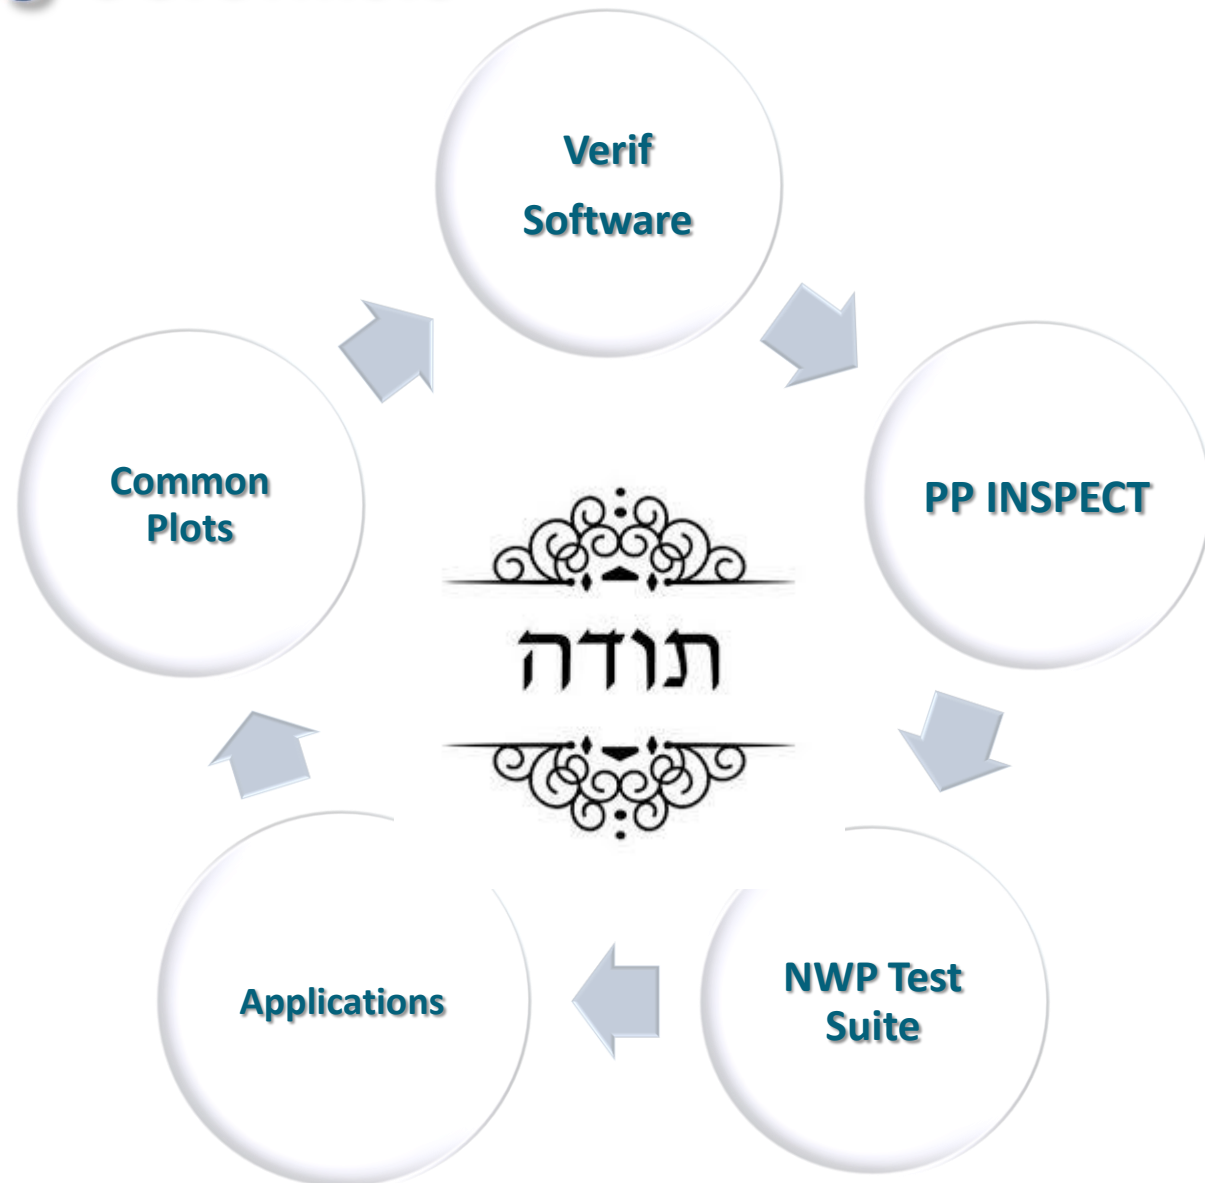 Verif
Software
Common
Plots
PP INSPECT
תודה
Applications
NWP Test
Suite